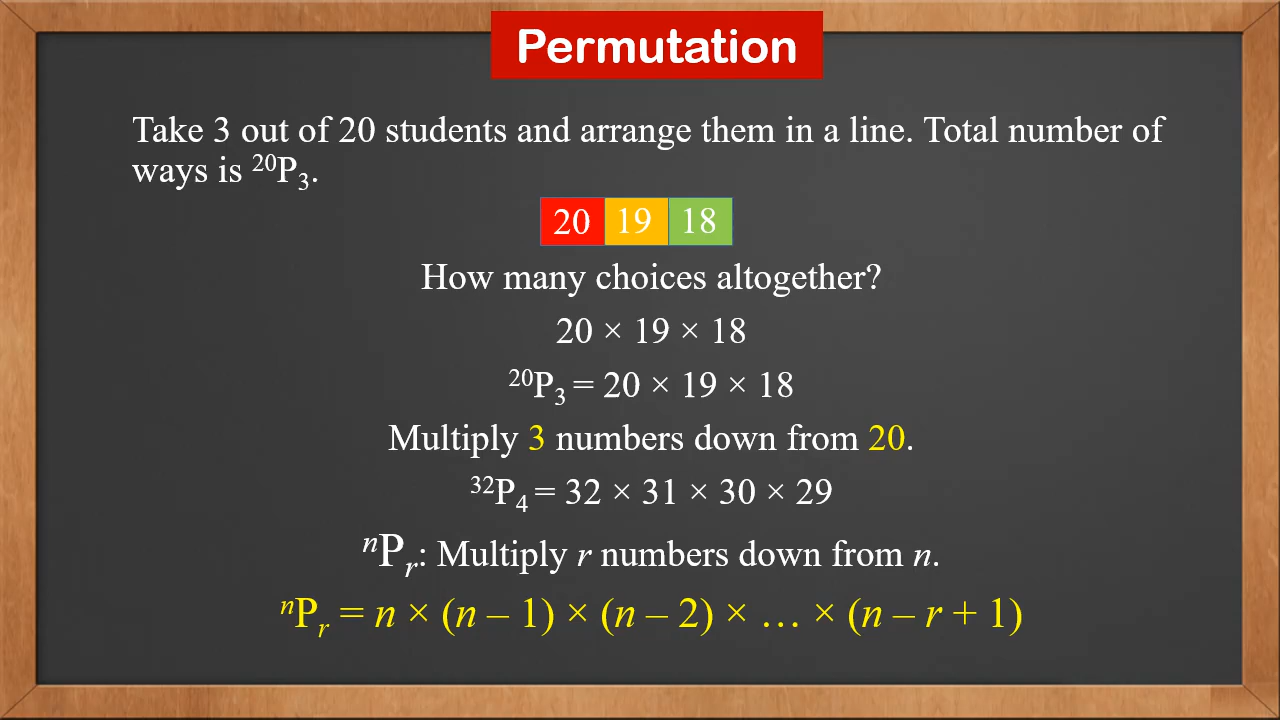 Permutation
Take 3 out of 20 students and arrange them in a line. Total number of
ways is ²⁰P₃.
20 19 18
How many choices altogether?
20 × 19 × 18
²⁰P₃ = 20 × 19 × 18
Multiply 3 numbers down from 20.
³²P₄ = 32 × 31 × 30 × 29
ⁿPᵣ: Multiply r numbers down from n.
ⁿPᵣ = n × (n – 1) × (n – 2) × … × (n – r + 1)